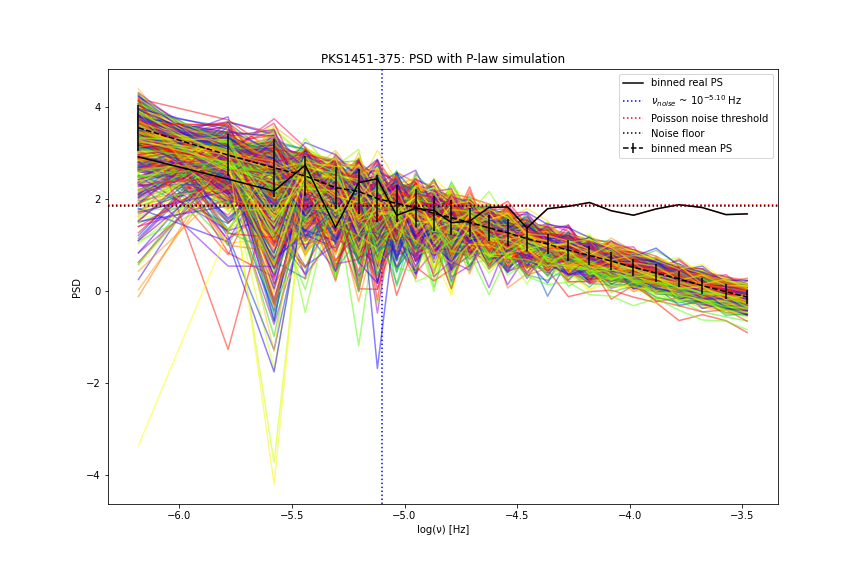 PKS1451-375: PSD with P-law simulation
binned real PS
ν_noise ~ 10^−5.10 Hz
Poisson noise threshold
Noise floor
binned mean PS
PSD
4
2
0
−2
−4
−6.0 −5.5 −5.0 −4.5 −4.0 −3.5
log(ν) [Hz]